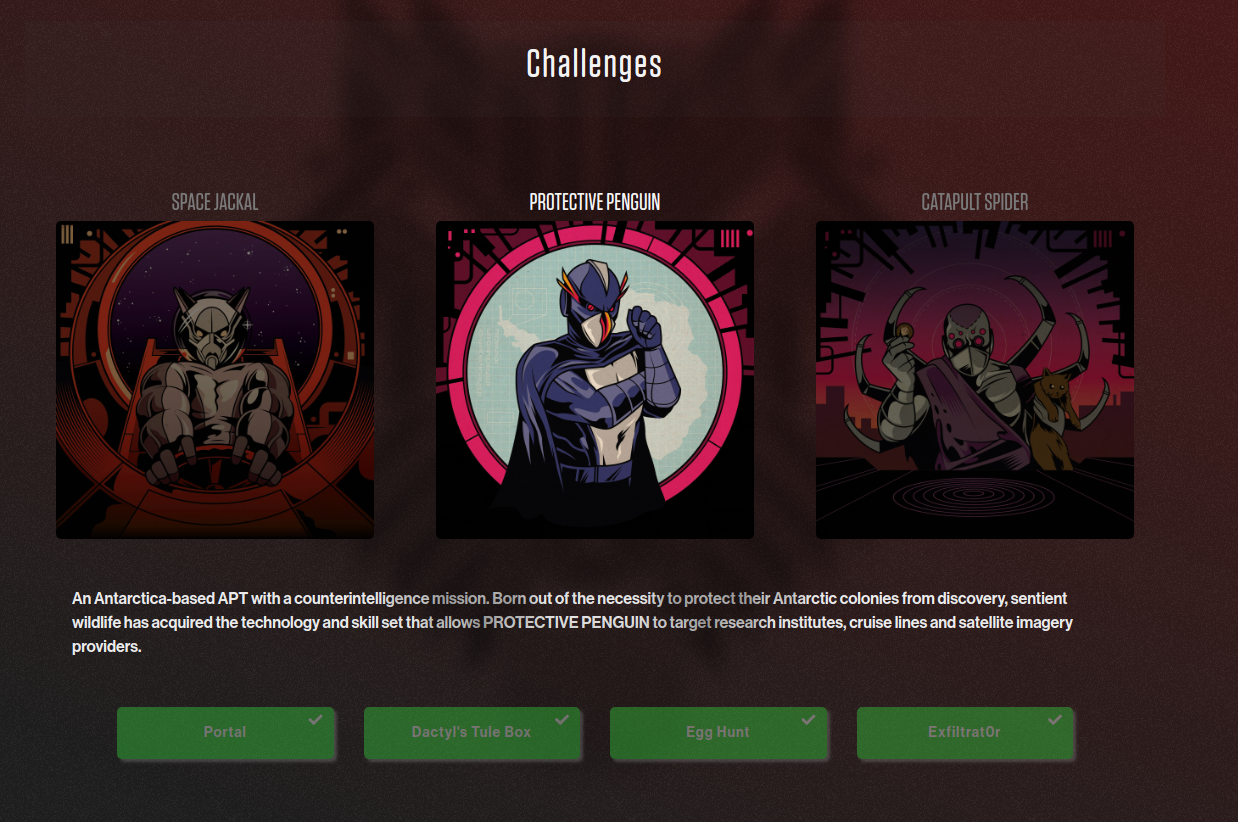 Challenges
SPACE JACKAL
PROTECTIVE PENGUIN
CATAPULT SPIDER
An Antarctica-based APT with a counterintelligence mission. Born out of the necessity to protect their Antarctic colonies from discovery, sentient
wildlife has acquired the technology and skill set that allows PROTECTIVE PENGUIN to target research institutes, cruise lines and satellite imagery
providers.
Portal
Dactyl's Tule Box
Egg Hunt
Exfiltrat0r